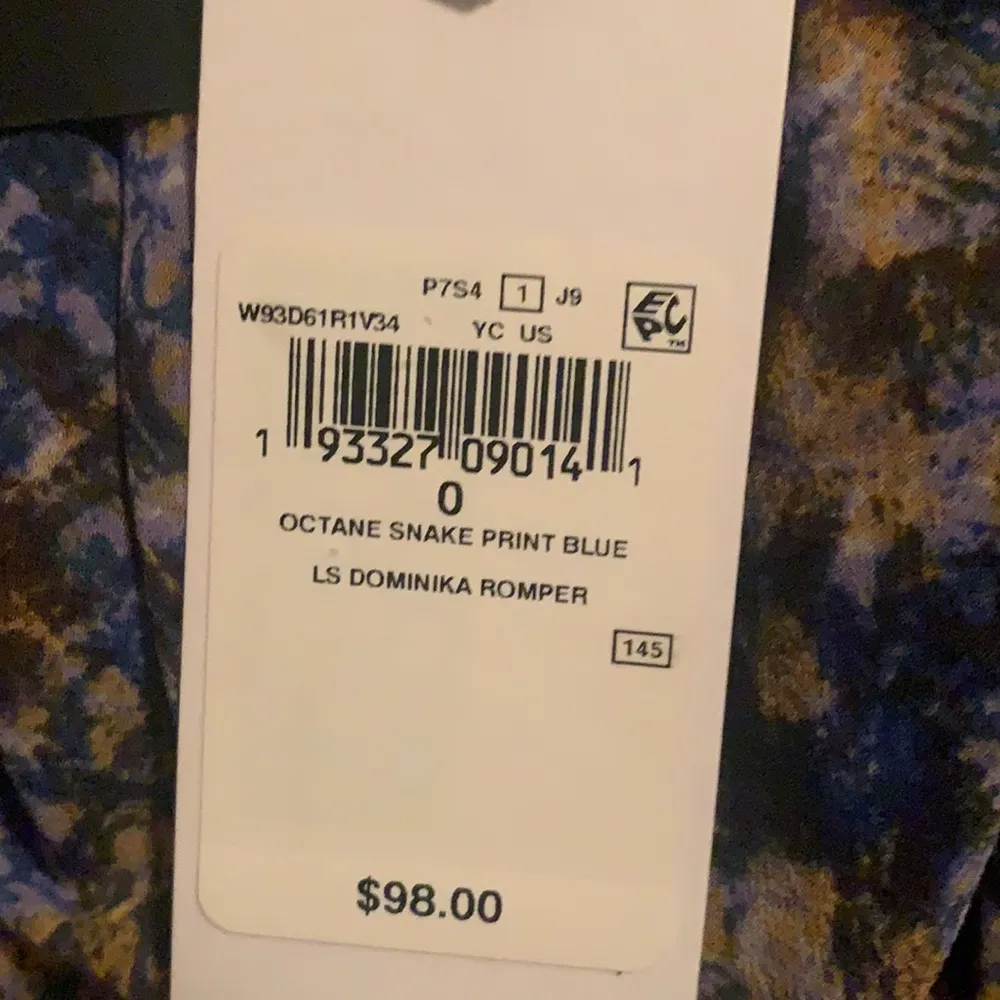 P7S4 1 J9
W93D61R1V34 YC US
EPC™
1 93327 09014 1
0
OCTANE SNAKE PRINT BLUE
LS DOMINIKA ROMPER
145
$98.00